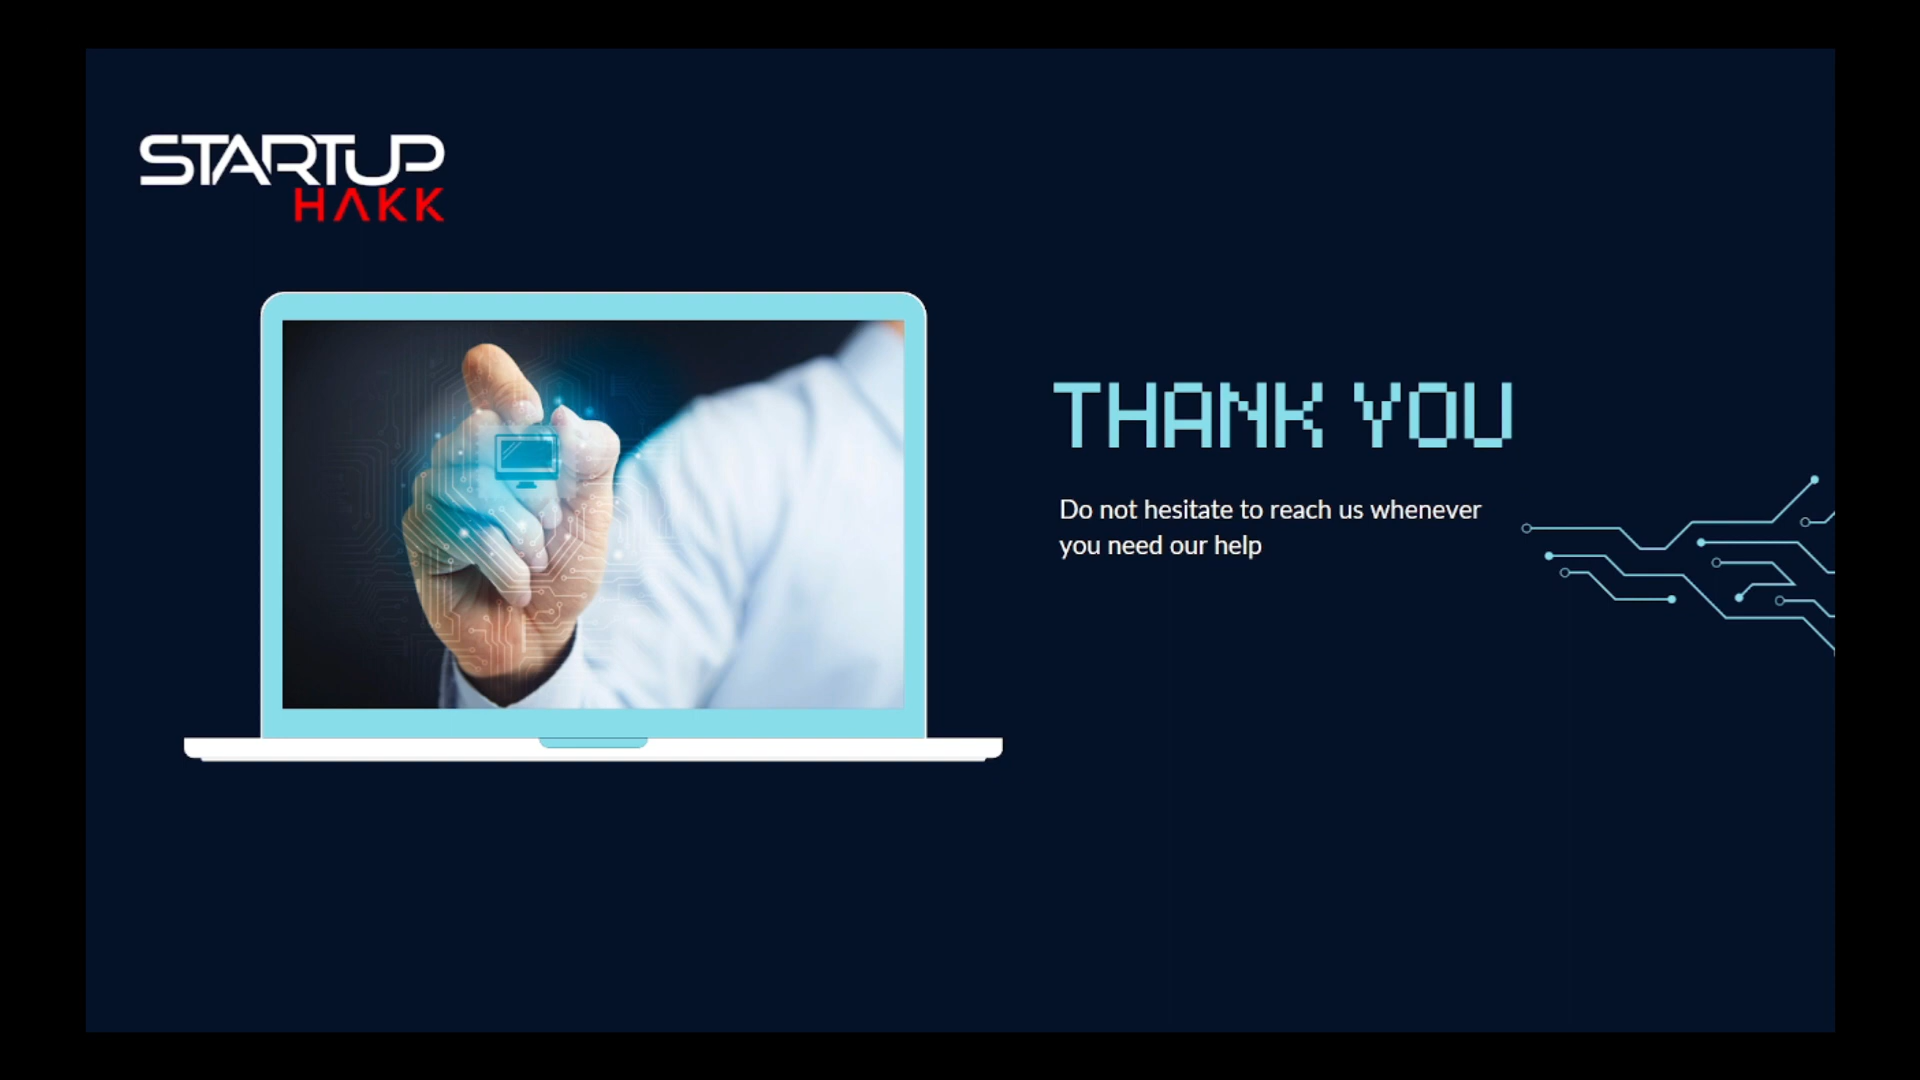 STARTUP
HAKK
THANK YOU
Do not hesitate to reach us whenever
you need our help